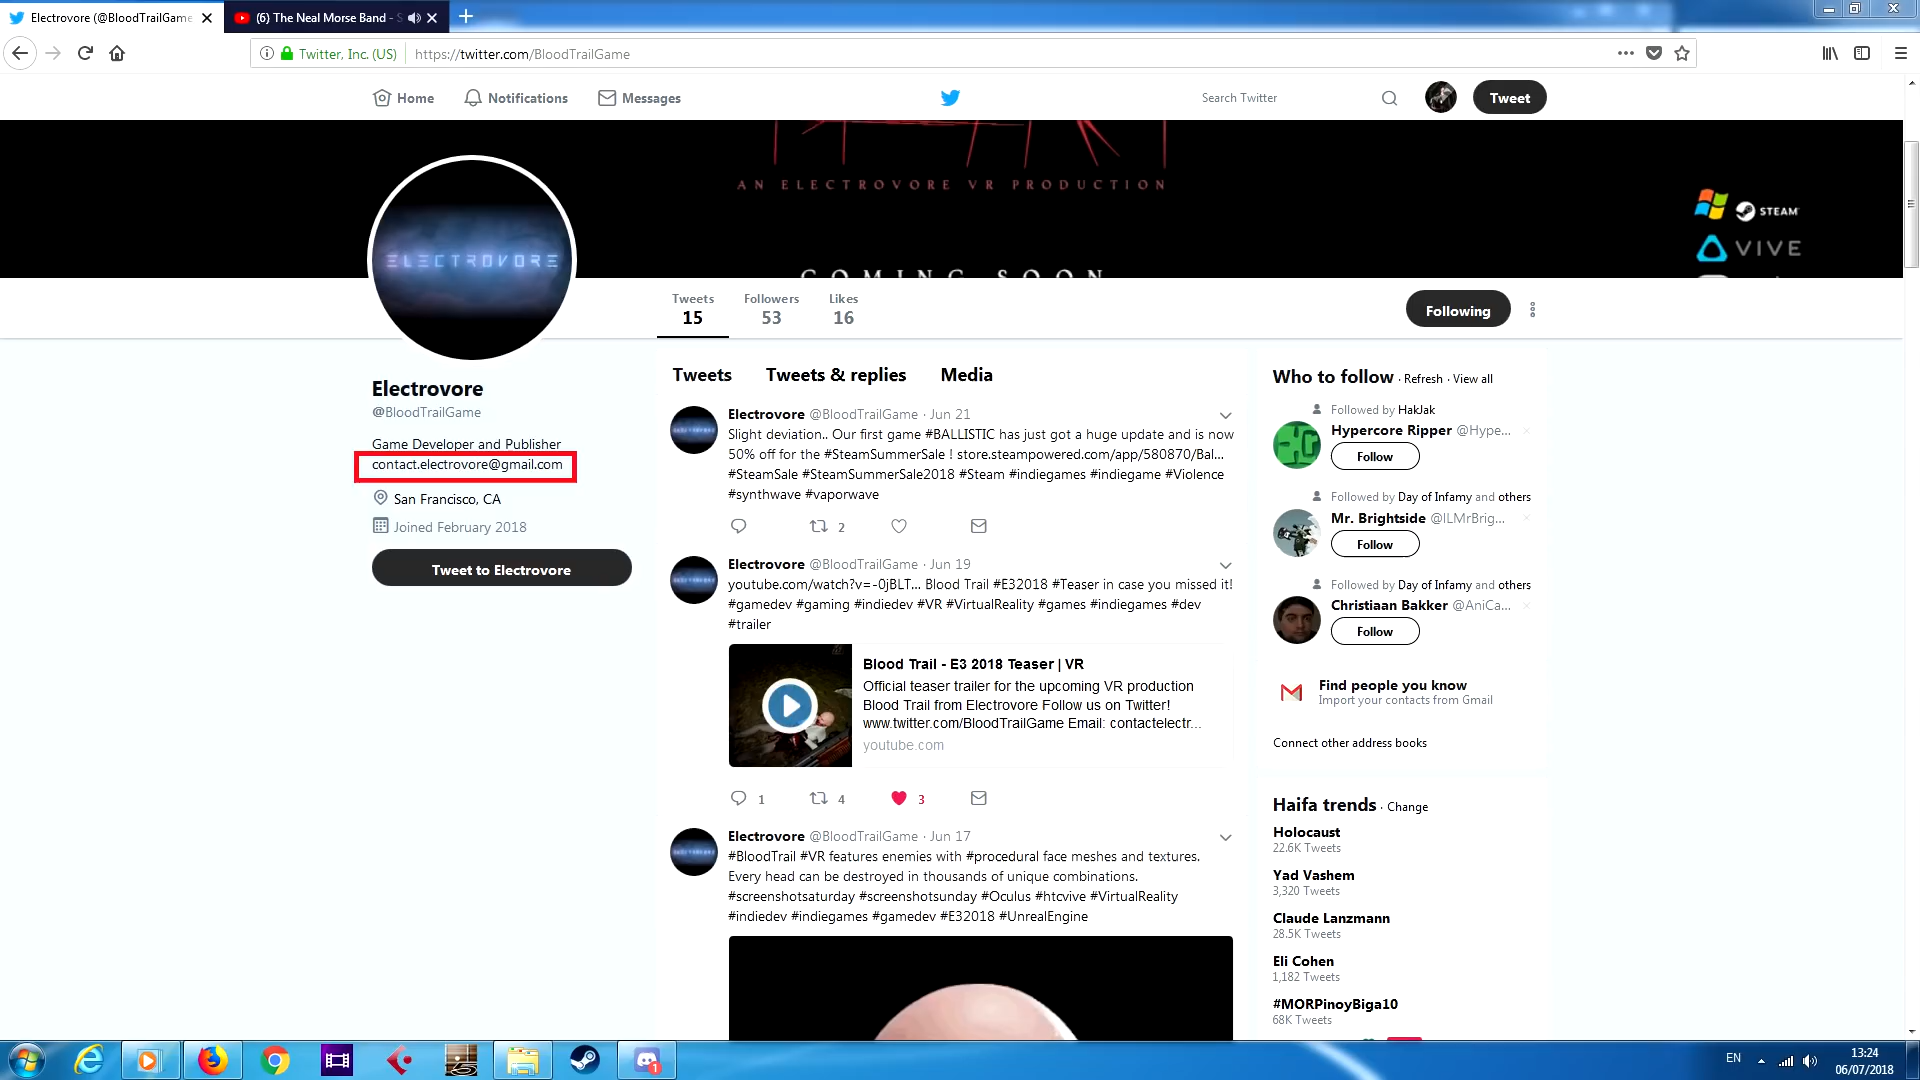 Electrovore (@BloodTrailGame
(6) The Neal Morse Band - S
Twitter, Inc. (US)
https://twitter.com/BloodTrailGame
Home
Notifications
Messages
Search Twitter
Tweet
AN ELECTROVORE VR PRODUCTION
STEAM
VIVE
COMING SOON
ELECTROVORE
Tweets
15
Followers
53
Likes
16
Following
Electrovore
@BloodTrailGame
Game Developer and Publisher
contact.electrovore@gmail.com
San Francisco, CA
Joined February 2018
Tweet to Electrovore
Tweets
Tweets & replies
Media
Electrovore @BloodTrailGame · Jun 21
Slight deviation.. Our first game #BALLISTIC has just got a huge update and is now
50% off for the #SteamSummerSale ! store.steampowered.com/app/580870/Bal...
#SteamSale #SteamSummerSale2018 #Steam #indiegames #indiegame #Violence
#synthwave #vaporwave
2
Electrovore @BloodTrailGame · Jun 19
youtube.com/watch?v=-0jBLT... Blood Trail #E32018 #Teaser in case you missed it!
#gamedev #gaming #indiedev #VR #VirtualReality #games #indiegames #dev
#trailer
Blood Trail - E3 2018 Teaser | VR
Official teaser trailer for the upcoming VR production
Blood Trail from Electrovore Follow us on Twitter!
www.twitter.com/BloodTrailGame Email: contactelectr...
youtube.com
1
4
3
Electrovore @BloodTrailGame · Jun 17
#BloodTrail #VR features enemies with #procedural face meshes and textures.
Every head can be destroyed in thousands of unique combinations.
#screenshotsaturday #screenshotsunday #Oculus #htcvive #VirtualReality
#indiedev #indiegames #gamedev #E32018 #UnrealEngine
Who to follow · Refresh · View all
Followed by HakJak
Hypercore Ripper @Hype...
Follow
Followed by Day of Infamy and others
Mr. Brightside @ILMrBrig...
Follow
Followed by Day of Infamy and others
Christiaan Bakker @AniCa...
Follow
Find people you know
Import your contacts from Gmail
Connect other address books
Haifa trends · Change
Holocaust
22.6K Tweets
Yad Vashem
3,320 Tweets
Claude Lanzmann
28.5K Tweets
Eli Cohen
1,182 Tweets
#MORPinoyBiga10
68K Tweets
1
EN
13:24
06/07/2018